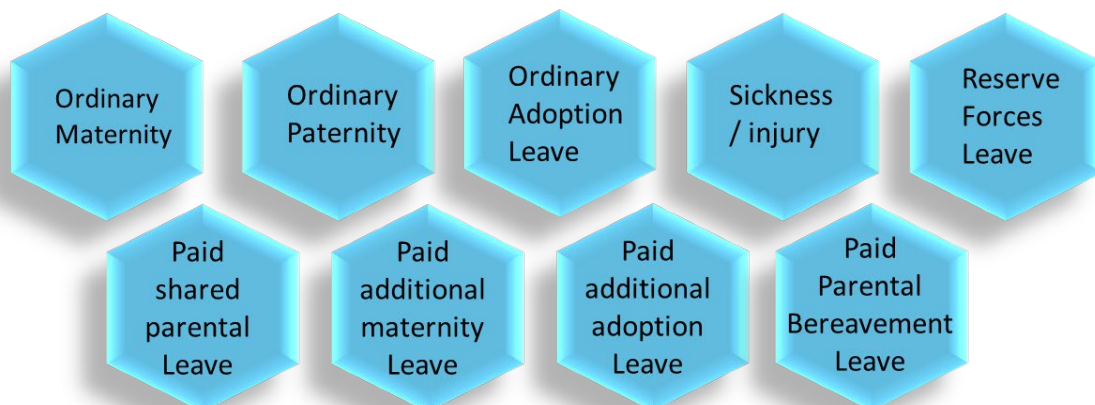 Ordinary
Maternity
Ordinary
Paternity
Ordinary
Adoption
Leave
Sickness
/ injury
Reserve
Forces
Leave
Paid
shared
parental
Leave
Paid
additional
maternity
Leave
Paid
additional
adoption
Leave
Paid
Parental
Bereavement
Leave